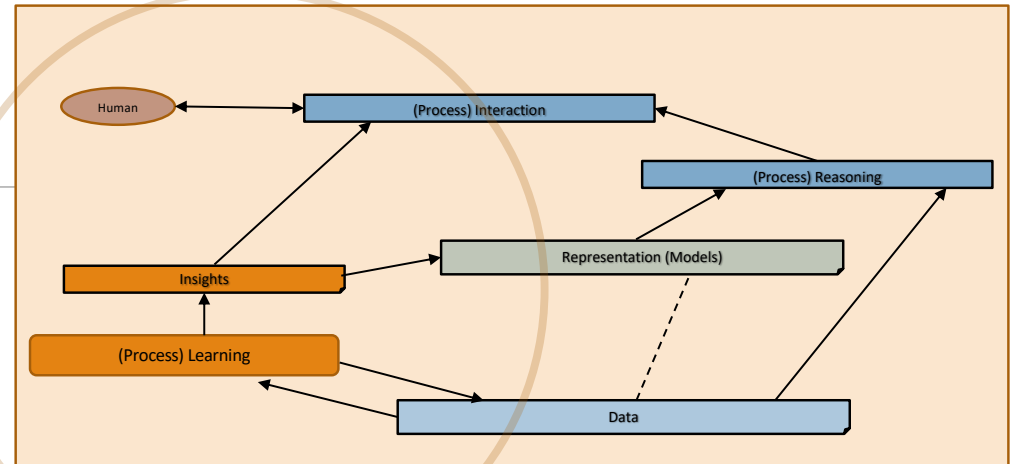 Human
(Process) Interaction
(Process) Reasoning
Representation (Models)
Insights
(Process) Learning
Data